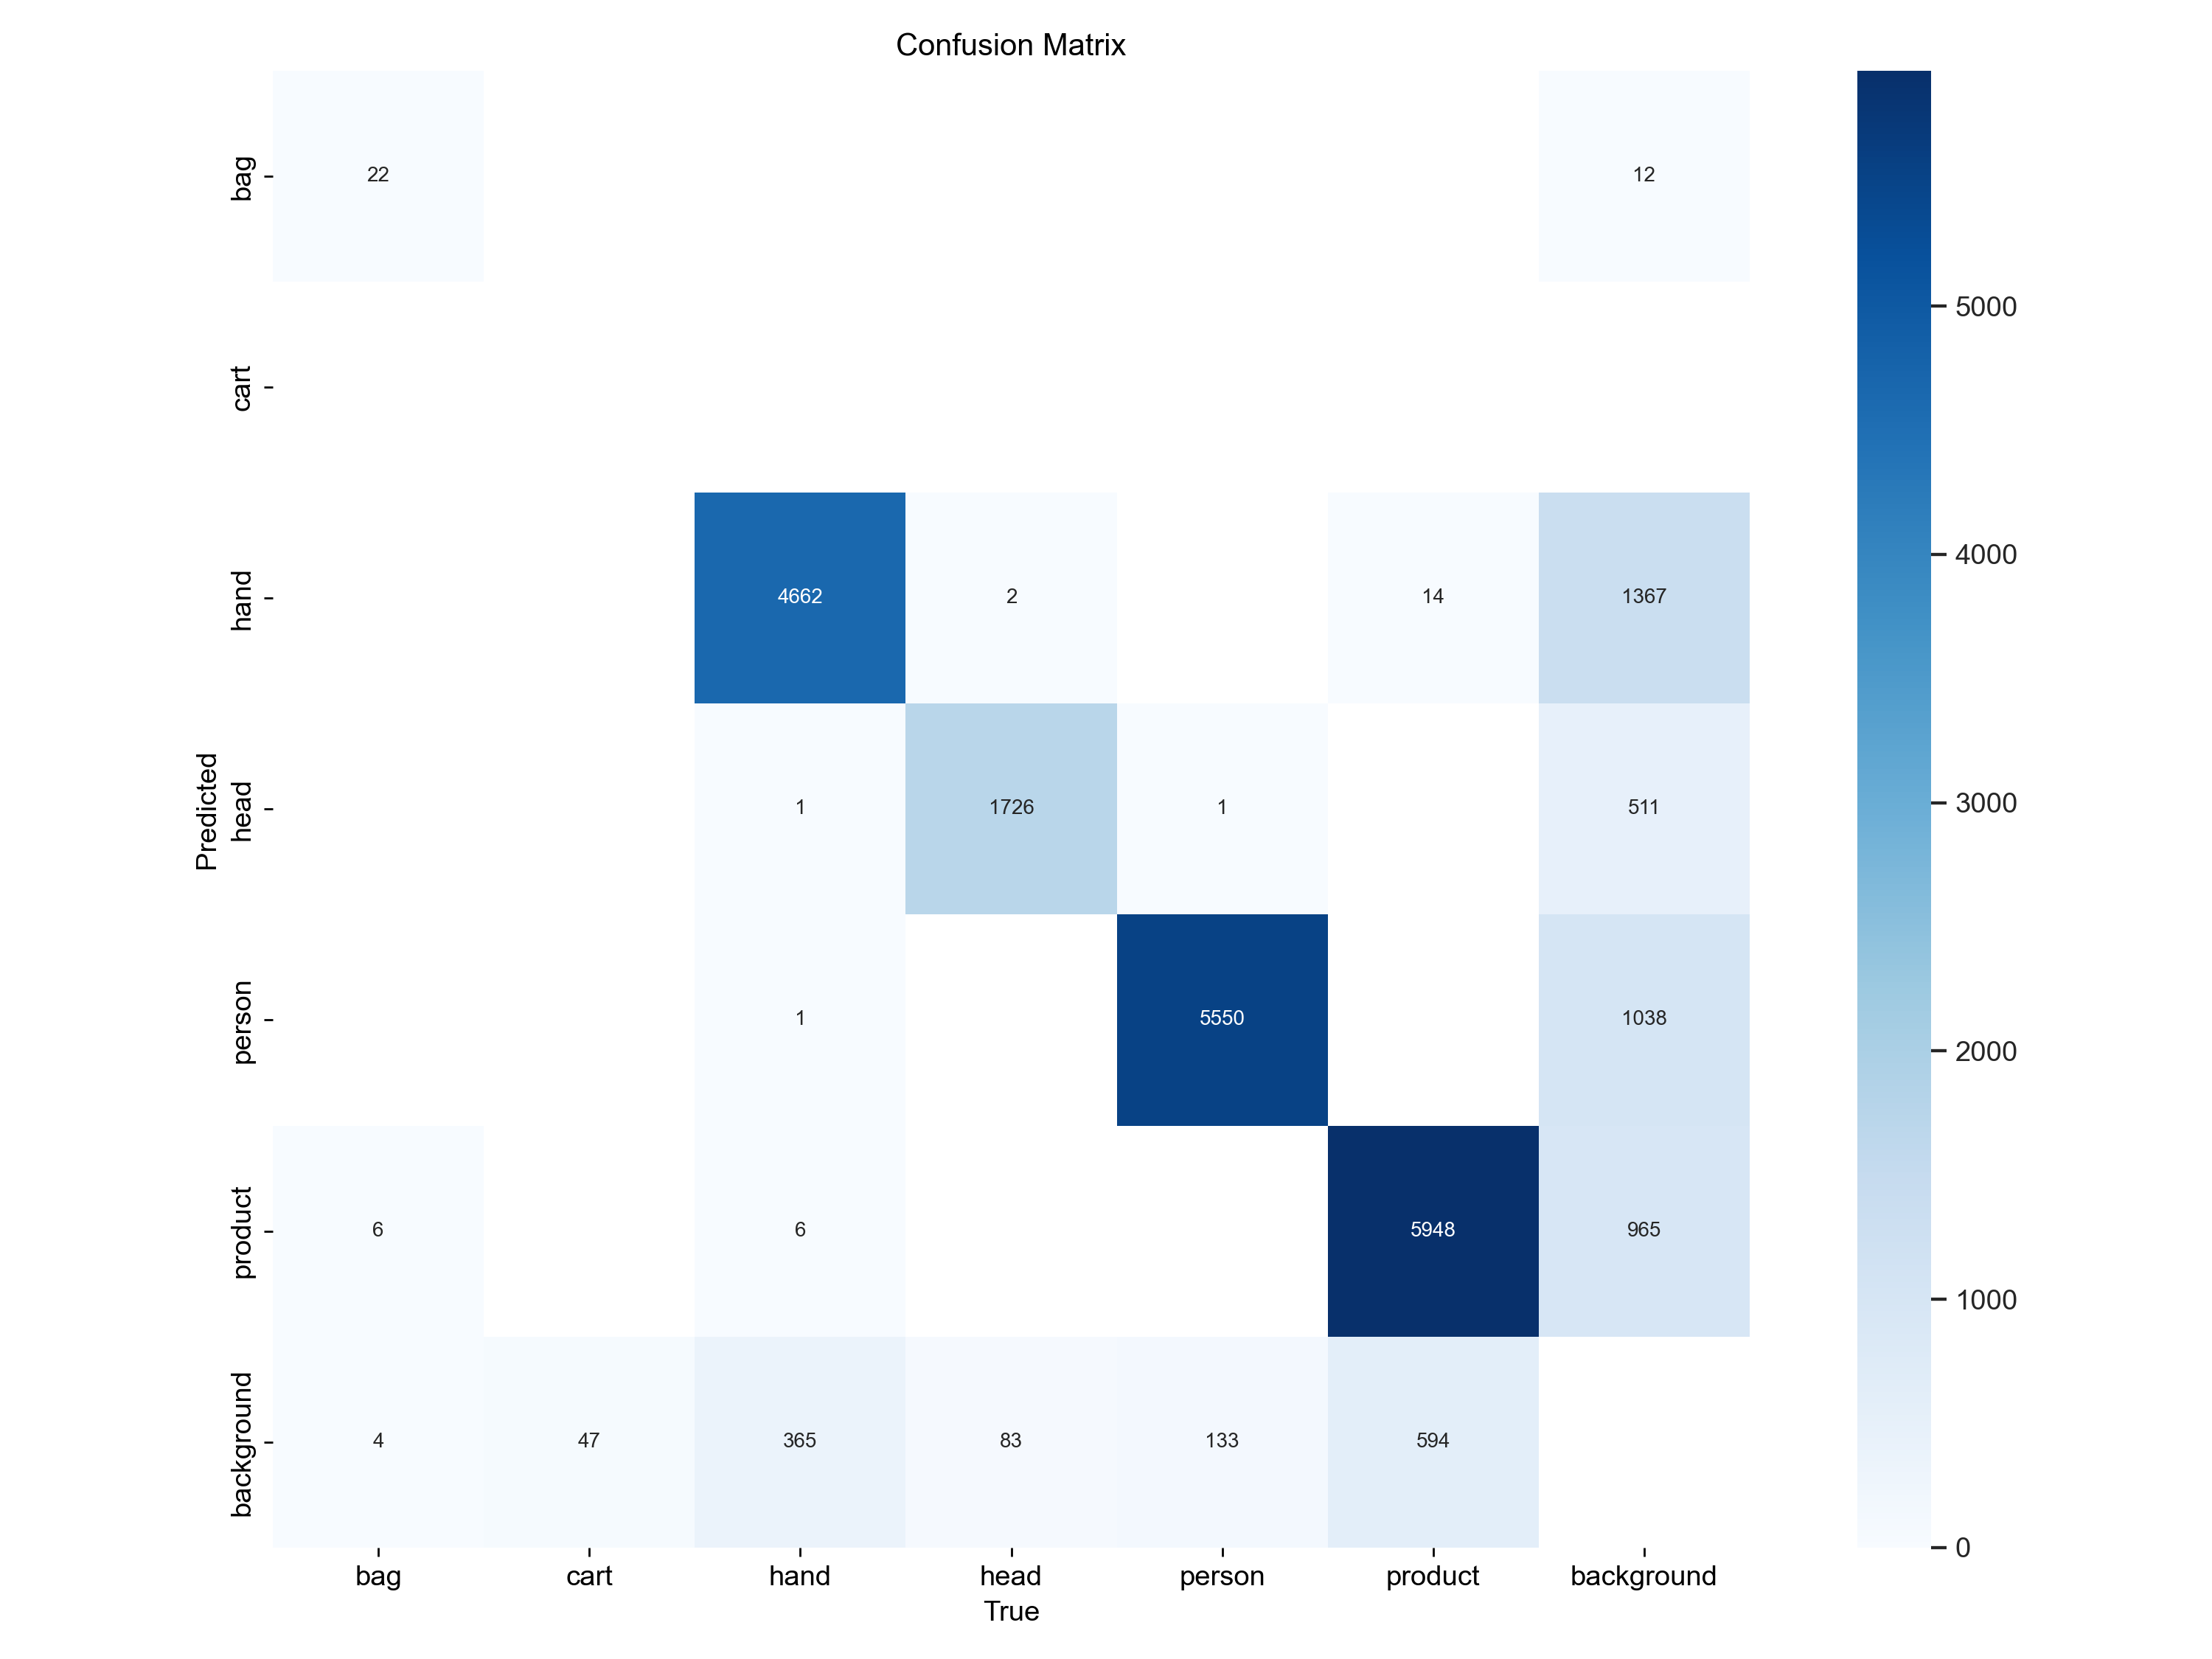 Confusion Matrix
bag
22
12
cart
hand
4662
2
14
1367
Predicted
head
1
1726
1
511
person
1
5550
1038
product
6
6
5948
965
background
4
47
365
83
133
594
bag
cart
hand
head
person
product
background
True
5000
4000
3000
2000
1000
0